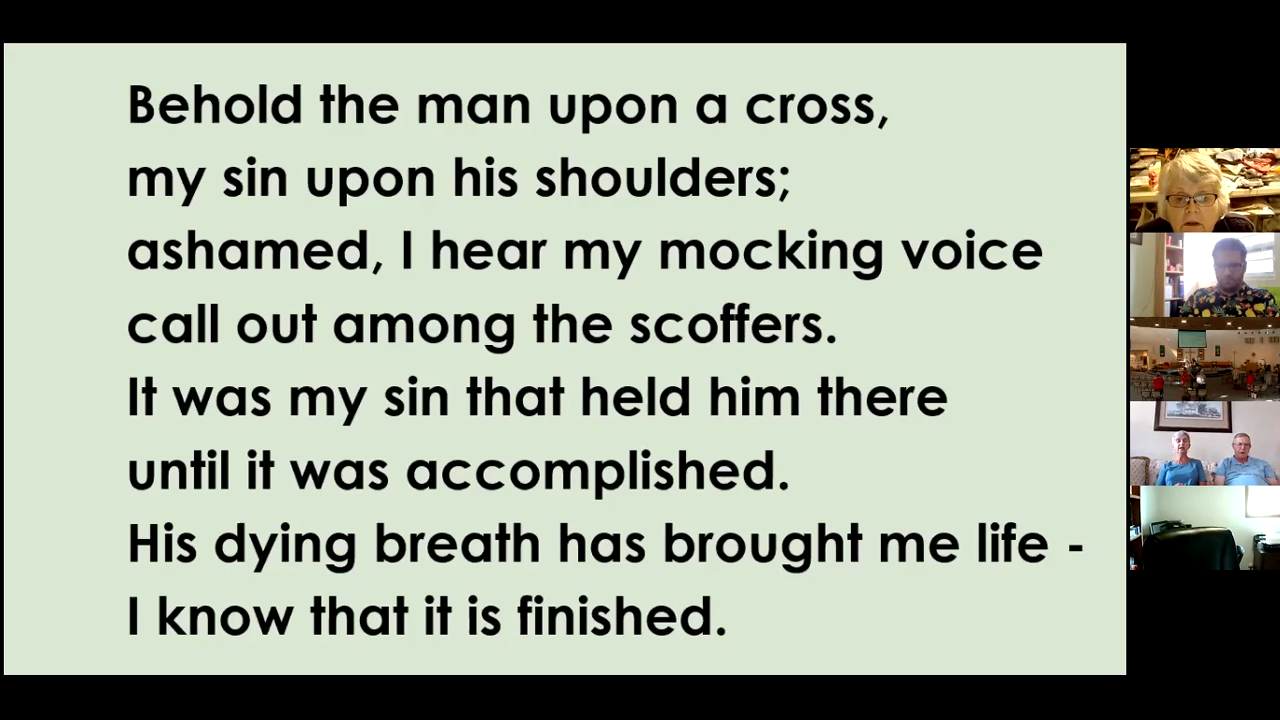 Behold the man upon a cross,
my sin upon his shoulders;
ashamed, I hear my mocking voice
call out among the scoffers.
It was my sin that held him there
until it was accomplished.
His dying breath has brought me life -
I know that it is finished.